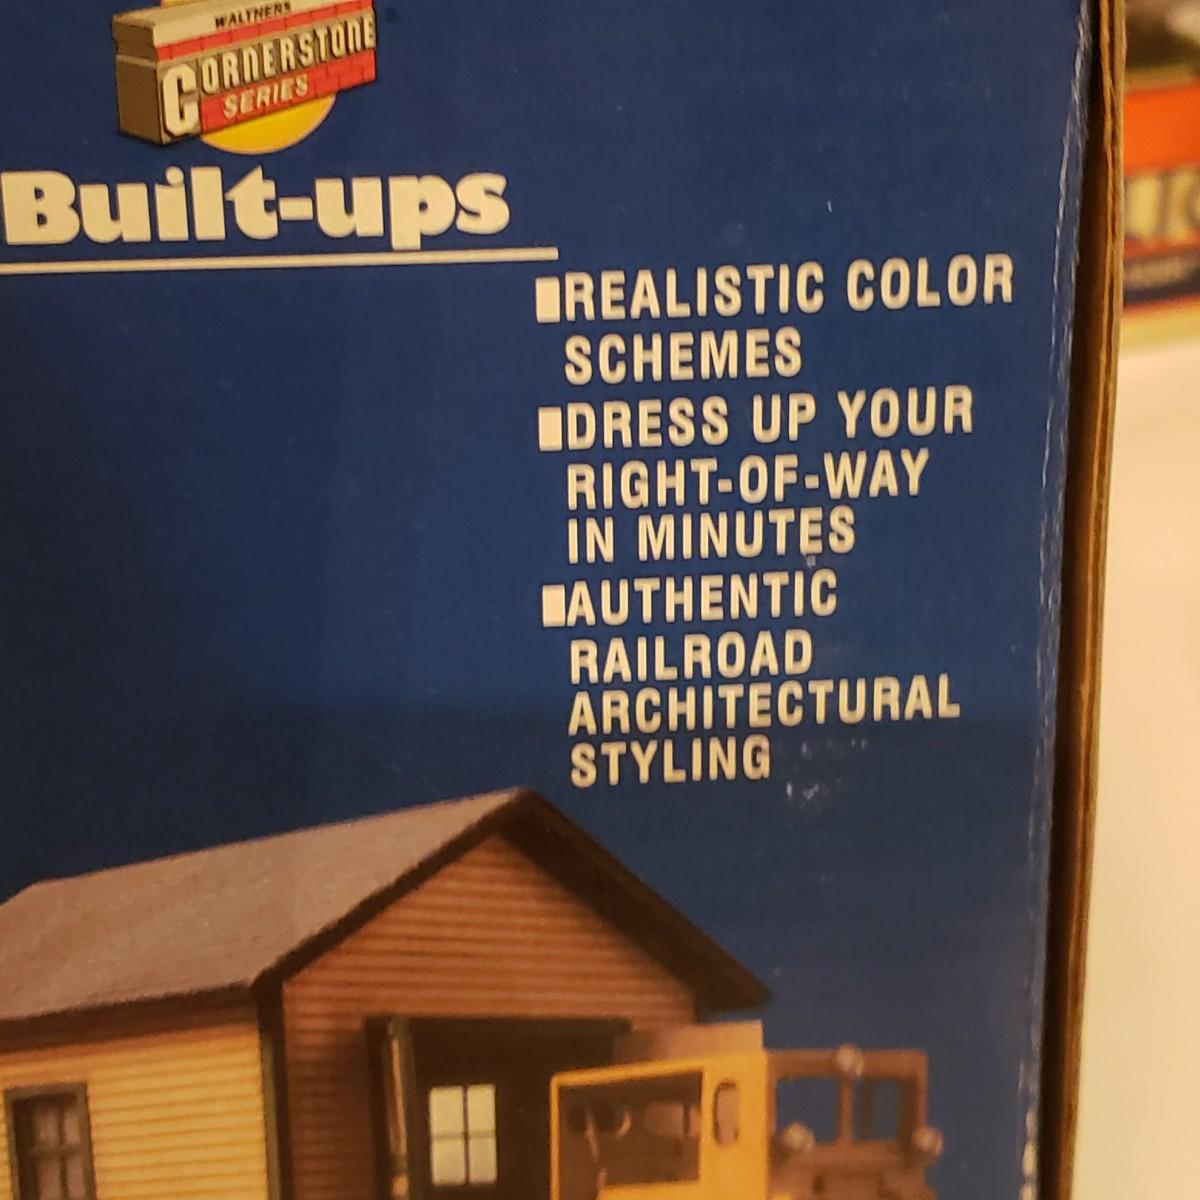 WALTHERS
CORNERSTONE
SERIES
Built-ups
REALISTIC COLOR
SCHEMES
DRESS UP YOUR
RIGHT-OF-WAY
IN MINUTES
AUTHENTIC
RAILROAD
ARCHITECTURAL
STYLING